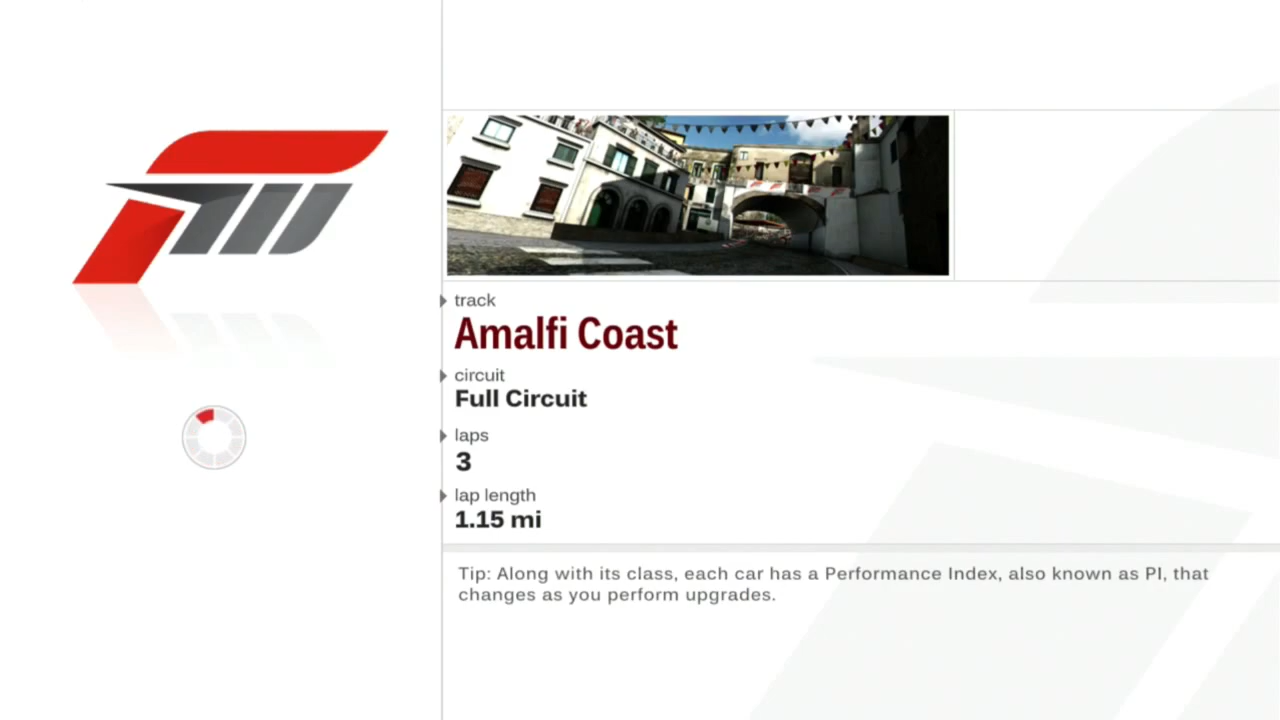 track
Amalfi Coast
circuit
Full Circuit
laps
3
lap length
1.15 mi
Tip: Along with its class, each car has a Performance Index, also known as PI, that
changes as you perform upgrades.